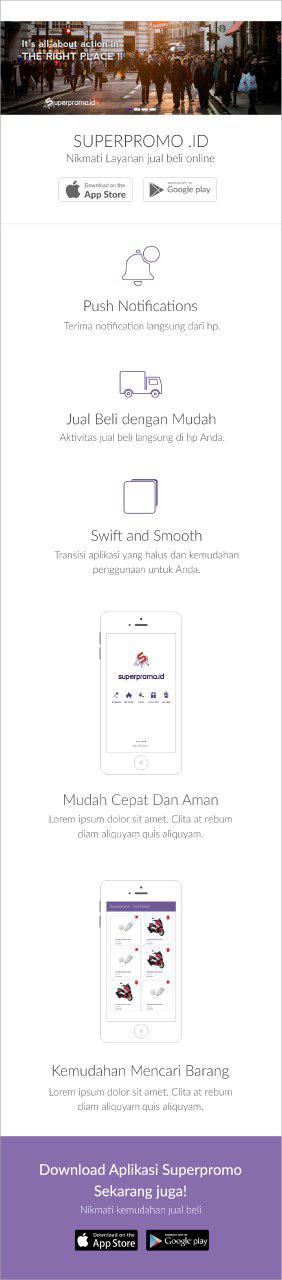 It's all about action in
THE RIGHT PLACE !!
superpromo.id
SUPERPROMO .ID
Nikmati Layanan jual beli online
Download on the
App Store
Google play
Push Notifications
Terima notification langsung dari hp.
Jual Beli dengan Mudah
Aktivitas jual beli langsung di hp Anda.
Swift and Smooth
Transisi aplikasi yang halus dan kemudahan
penggunaan untuk Anda.
superpromo.id
Mudah Cepat Dan Aman
Lorem ipsum dolor sit amet. Clita at rebum
diam aliquyam quis aliquyam.
Kemudahan Mencari Barang
Lorem ipsum dolor sit amet. Clita at rebum
diam aliquyam quis aliquyam.
Download Aplikasi Superpromo
Sekarang juga!
Nikmati kemudahan jual beli
Download on the
App Store
Google play